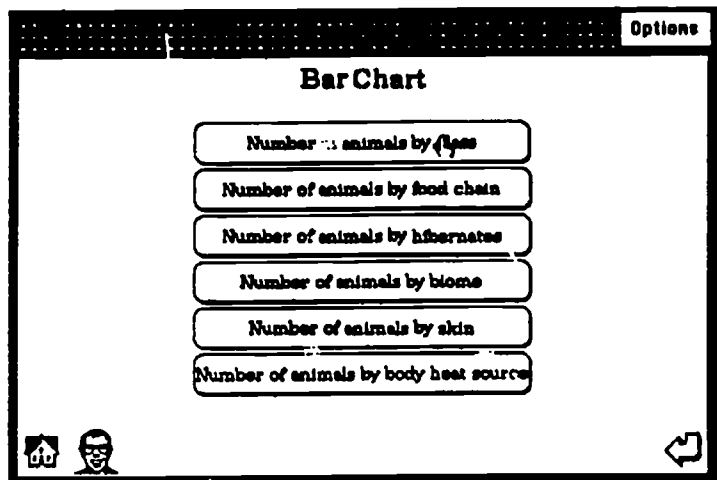 Options
Bar Chart
Number animals by
Number of animals by food chain
Number of animals by hibernates
Number of animals by biome
Number of animals by skin
Number of animals by body heat source